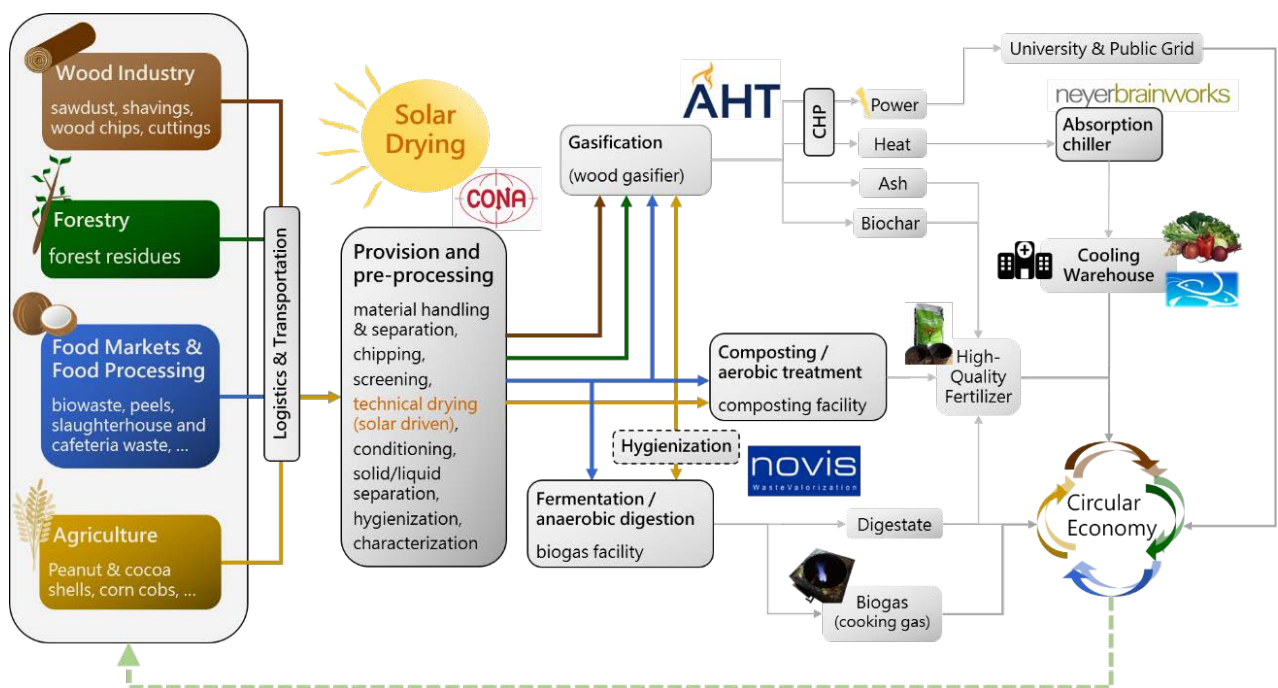 Wood Industry
sawdust, shavings,
wood chips, cuttings
Forestry
forest residues
Food Markets &
Food Processing
biowaste, peels,
slaughterhouse and
cafeteria waste, ...
Agriculture
Peanut & cocoa
shells, corn cobs, ...
Logistics & Transportation
Solar
Drying
CONA
Provision and
pre-processing
material handling
& separation,
chipping,
screening,
technical drying
(solar driven),
conditioning,
solid/liquid
separation,
hygienization,
characterization
Gasification
(wood gasifier)
AHT
CHP
Power
Heat
Ash
Biochar
University & Public Grid
neyerbrainworks
Absorption
chiller
Cooling
Warehouse
Composting /
aerobic treatment
composting facility
High-
Quality
Fertilizer
Hygienization
novis
WasteValorization
Fermentation /
anaerobic digestion
biogas facility
Digestate
Biogas
(cooking gas)
Circular
Economy